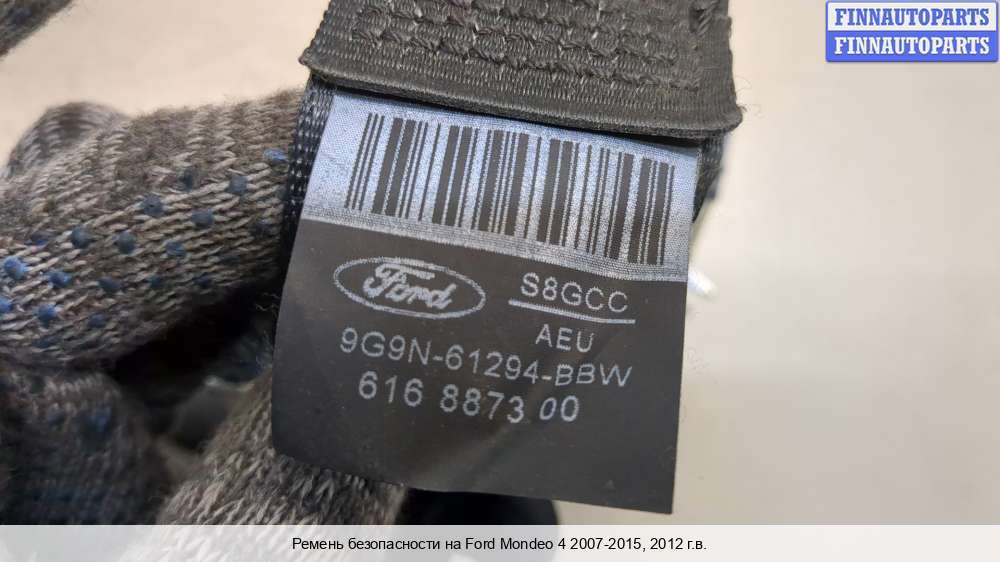 FINNAUTOPARTS
FINNAUTOPARTS
Ford
S8GCC
AEU
9G9N-61294-BBW
616 8873 00
Ремень безопасности на Ford Mondeo 4 2007-2015, 2012 г.в.